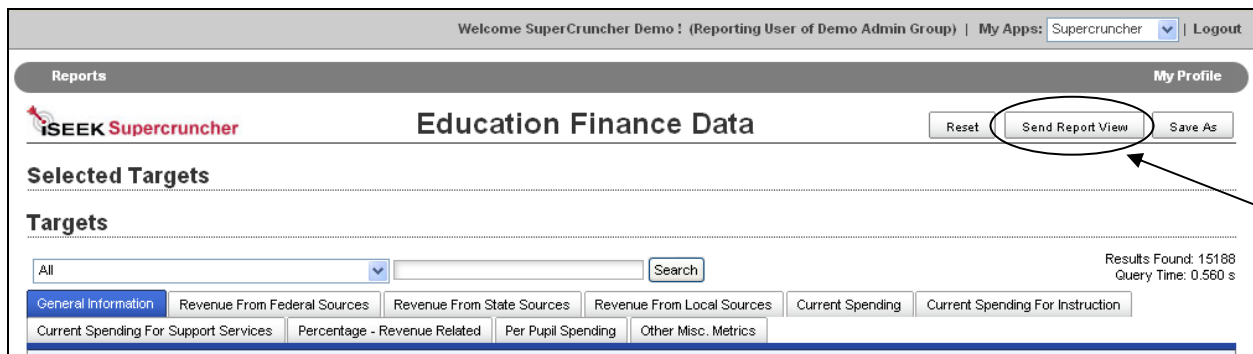 Welcome SuperCruncher Demo ! (Reporting User of Demo Admin Group) | My Apps: Supercruncher | Logout
Reports My Profile
iSEEK Supercruncher Education Finance Data Reset Send Report View Save As
Selected Targets
Targets
All Search Results Found: 15188
Query Time: 0.560 s
General Information Revenue From Federal Sources Revenue From State Sources Revenue From Local Sources Current Spending Current Spending For Instruction
Current Spending For Support Services Percentage - Revenue Related Per Pupil Spending Other Misc. Metrics